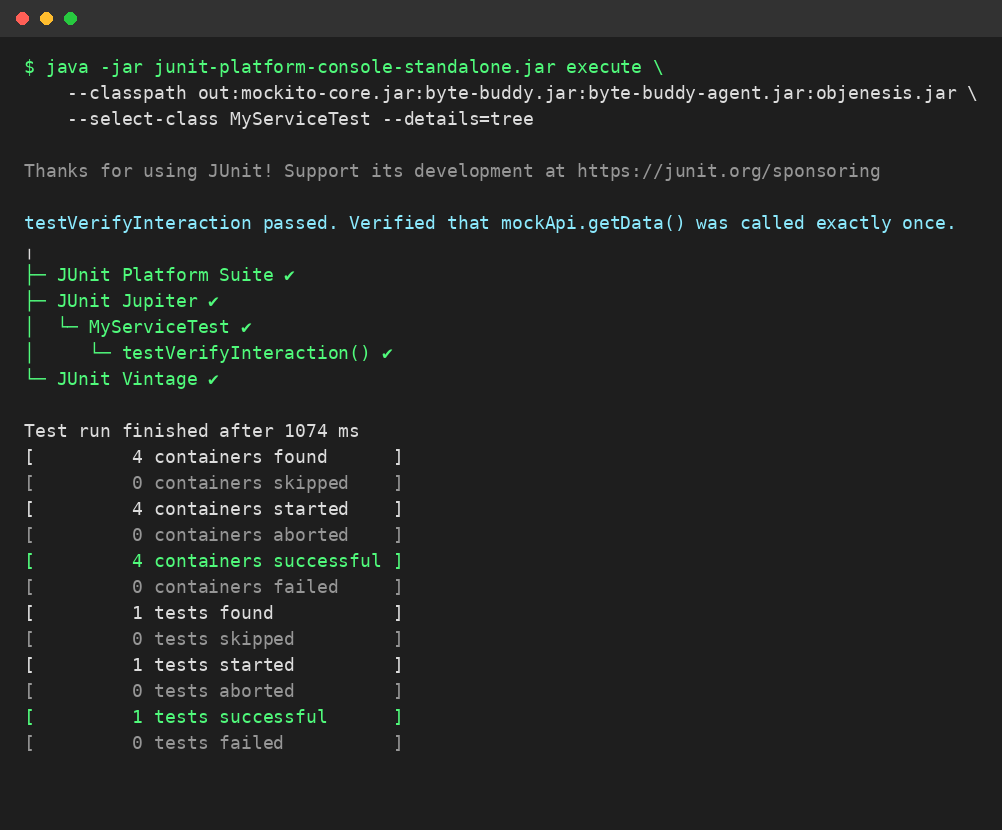 $ java -jar junit-platform-console-standalone.jar execute \
    --classpath out:mockito-core.jar:byte-buddy.jar:byte-buddy-agent.jar:objenesis.jar \
    --select-class MyServiceTest --details=tree
Thanks for using JUnit! Support its development at https://junit.org/sponsoring
testVerifyInteraction passed. Verified that mockApi.getData() was called exactly once.
╷
├─ JUnit Platform Suite ✔
├─ JUnit Jupiter ✔
│  └─ MyServiceTest ✔
│     └─ testVerifyInteraction() ✔
└─ JUnit Vintage ✔
Test run finished after 1074 ms
[         4 containers found      ]
[         0 containers skipped    ]
[         4 containers started    ]
[         0 containers aborted    ]
[         4 containers successful ]
[         0 containers failed     ]
[         1 tests found           ]
[         0 tests skipped         ]
[         1 tests started         ]
[         0 tests aborted         ]
[         1 tests successful      ]
[         0 tests failed          ]